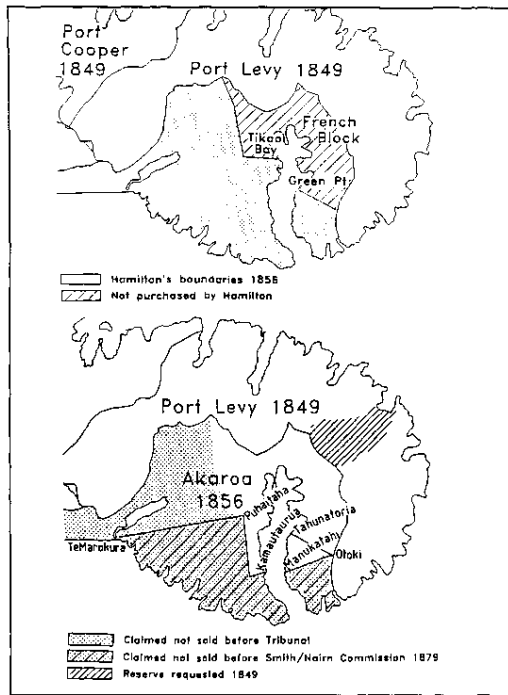 Port
Cooper
1849
Port Levy 1849
French
Block
Tikaoi
Bay
Green Pt.
Hamilton's boundaries 1856
Not purchased by Hamilton
Port Levy 1849
Akaroa
1856
Puhaitaha
Kamautaurua
Tahunatoria
Manukatahi
Otoki
TeMarokura
Claimed not sold before Tribunal
Claimed not sold before Smith/Nairn Commission 1879
Reserve requested 1849